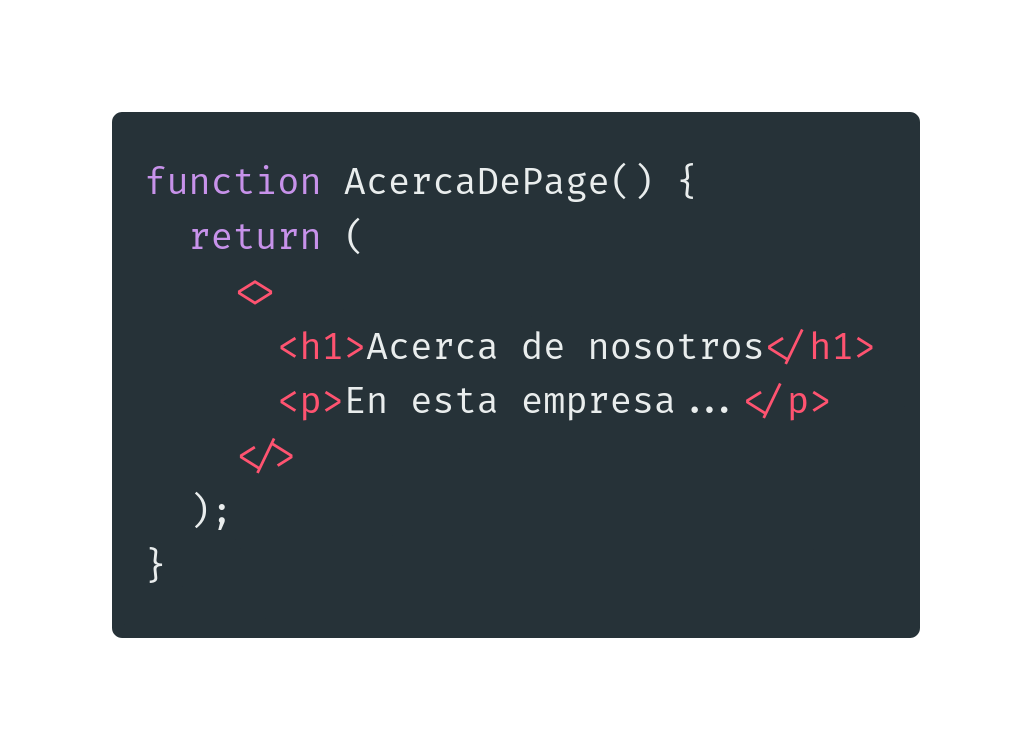 function AcercaDePage() {
  return (
    <>
      <h1>Acerca de nosotros</h1>
      <p>En esta empresa...</p>
    </>
  );
}